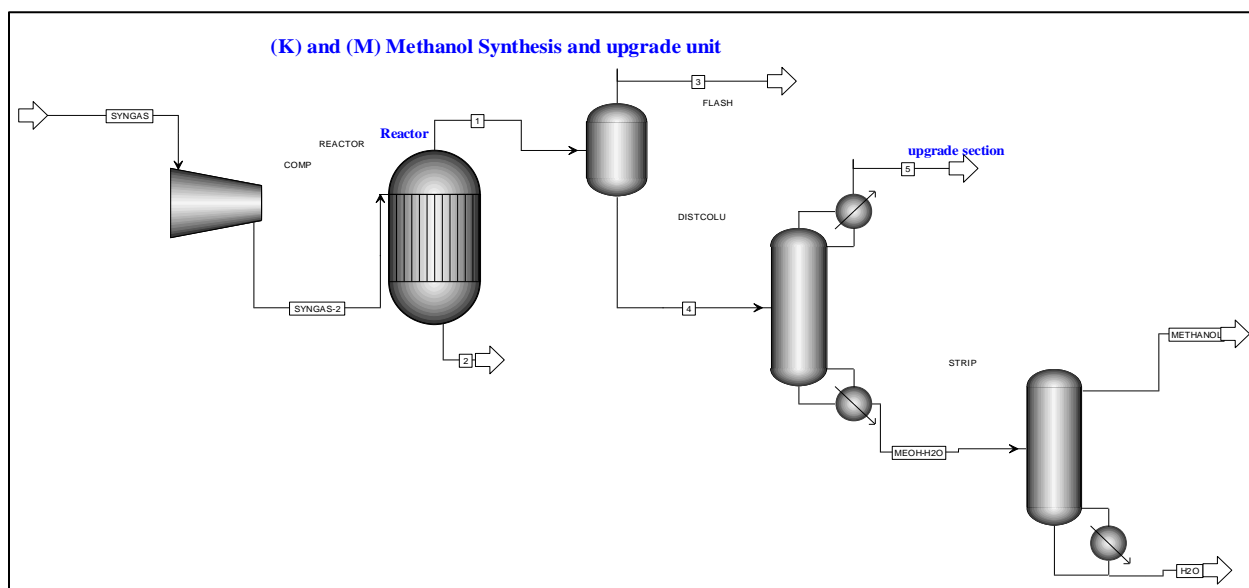 (K) and (M) Methanol Synthesis and upgrade unit
3
FLASH
SYNGAS
1
Reactor
REACTOR
COMP
upgrade section
5
DISTCOLU
SYNGAS-2
4
METHANOL
2
STRIP
MEOH-H2O
H2O